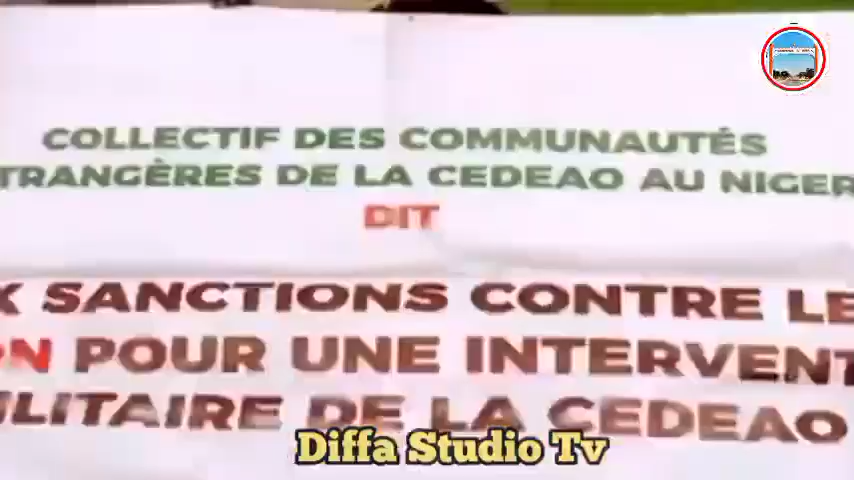 COLLECTIF DES COMMUNAUTÉS
TRANGÈRES DE LA CEDEAO AU NIGER
DIT
X SANCTIONS CONTRE LE
ON POUR UNE INTERVENT
ILITAIRE DE LA CEDEAO
Diffa Studio Tv